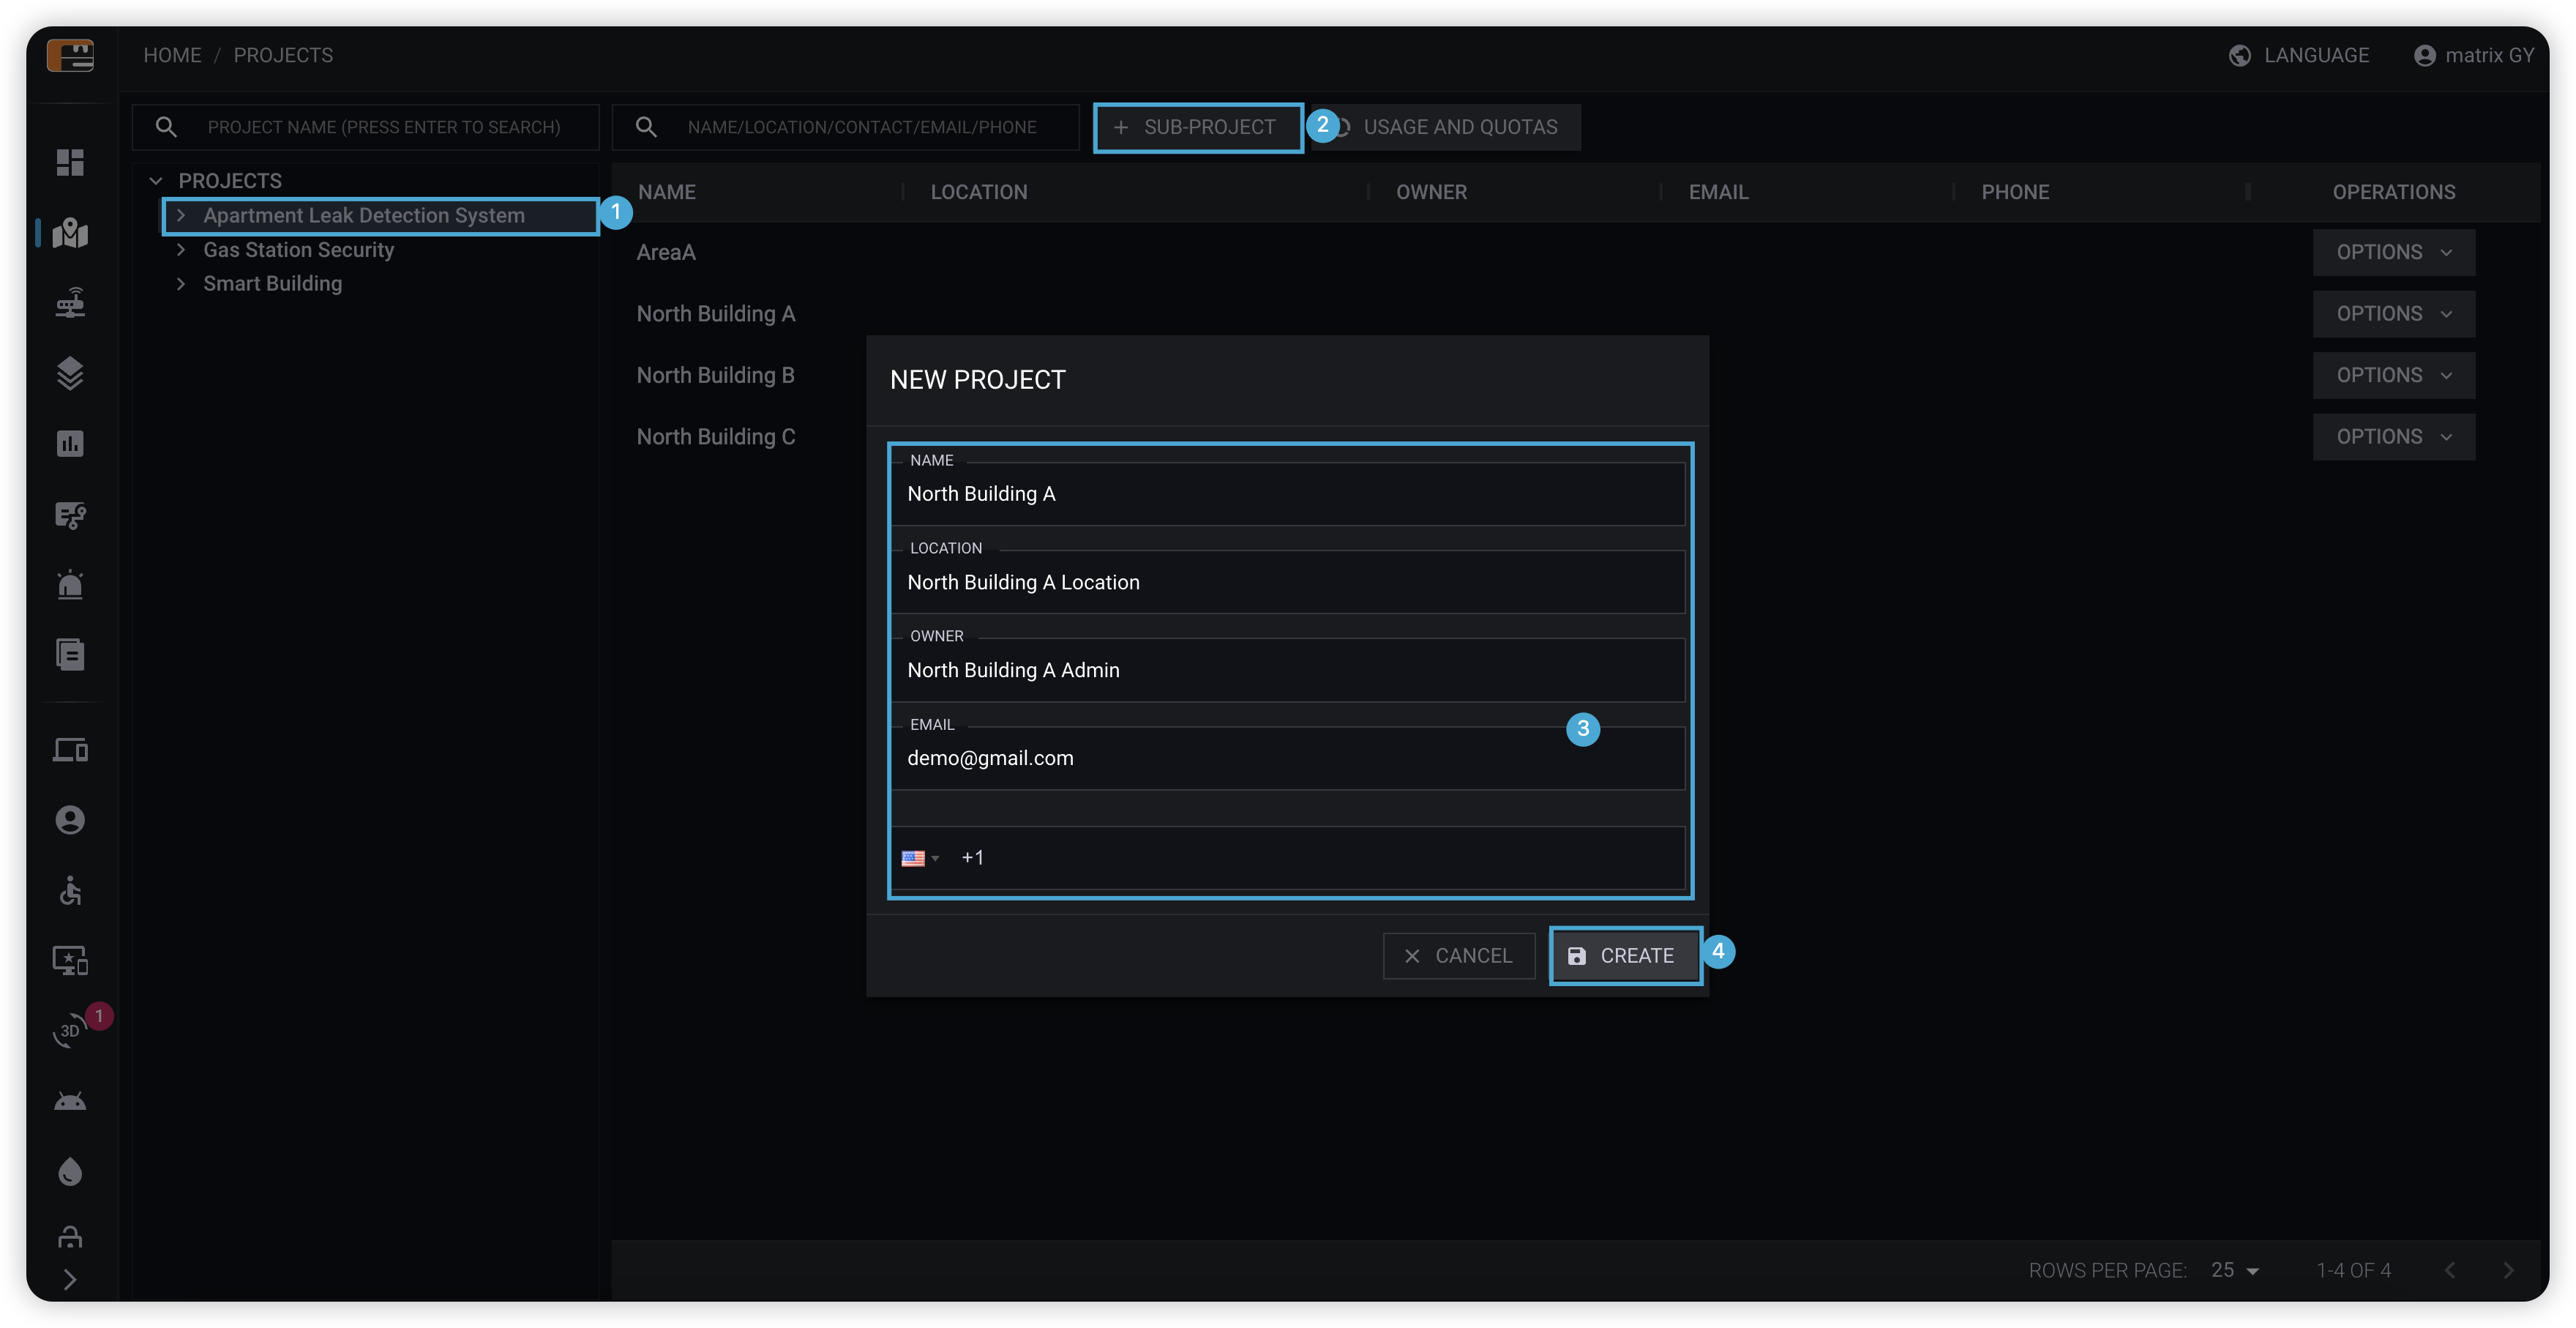 HOME / PROJECTS
LANGUAGE
matrix GY
PROJECT NAME (PRESS ENTER TO SEARCH)
NAME/LOCATION/CONTACT/EMAIL/PHONE
+ SUB-PROJECT
2
USAGE AND QUOTAS
PROJECTS
Apartment Leak Detection System
1
Gas Station Security
Smart Building
NAME
LOCATION
OWNER
EMAIL
PHONE
OPERATIONS
AreaA
OPTIONS
North Building A
OPTIONS
North Building B
OPTIONS
North Building C
OPTIONS
NEW PROJECT
NAME
North Building A
LOCATION
North Building A Location
OWNER
North Building A Admin
EMAIL
demo@gmail.com
3
+1
CANCEL
CREATE
4
3D
1
ROWS PER PAGE: 25
1-4 OF 4